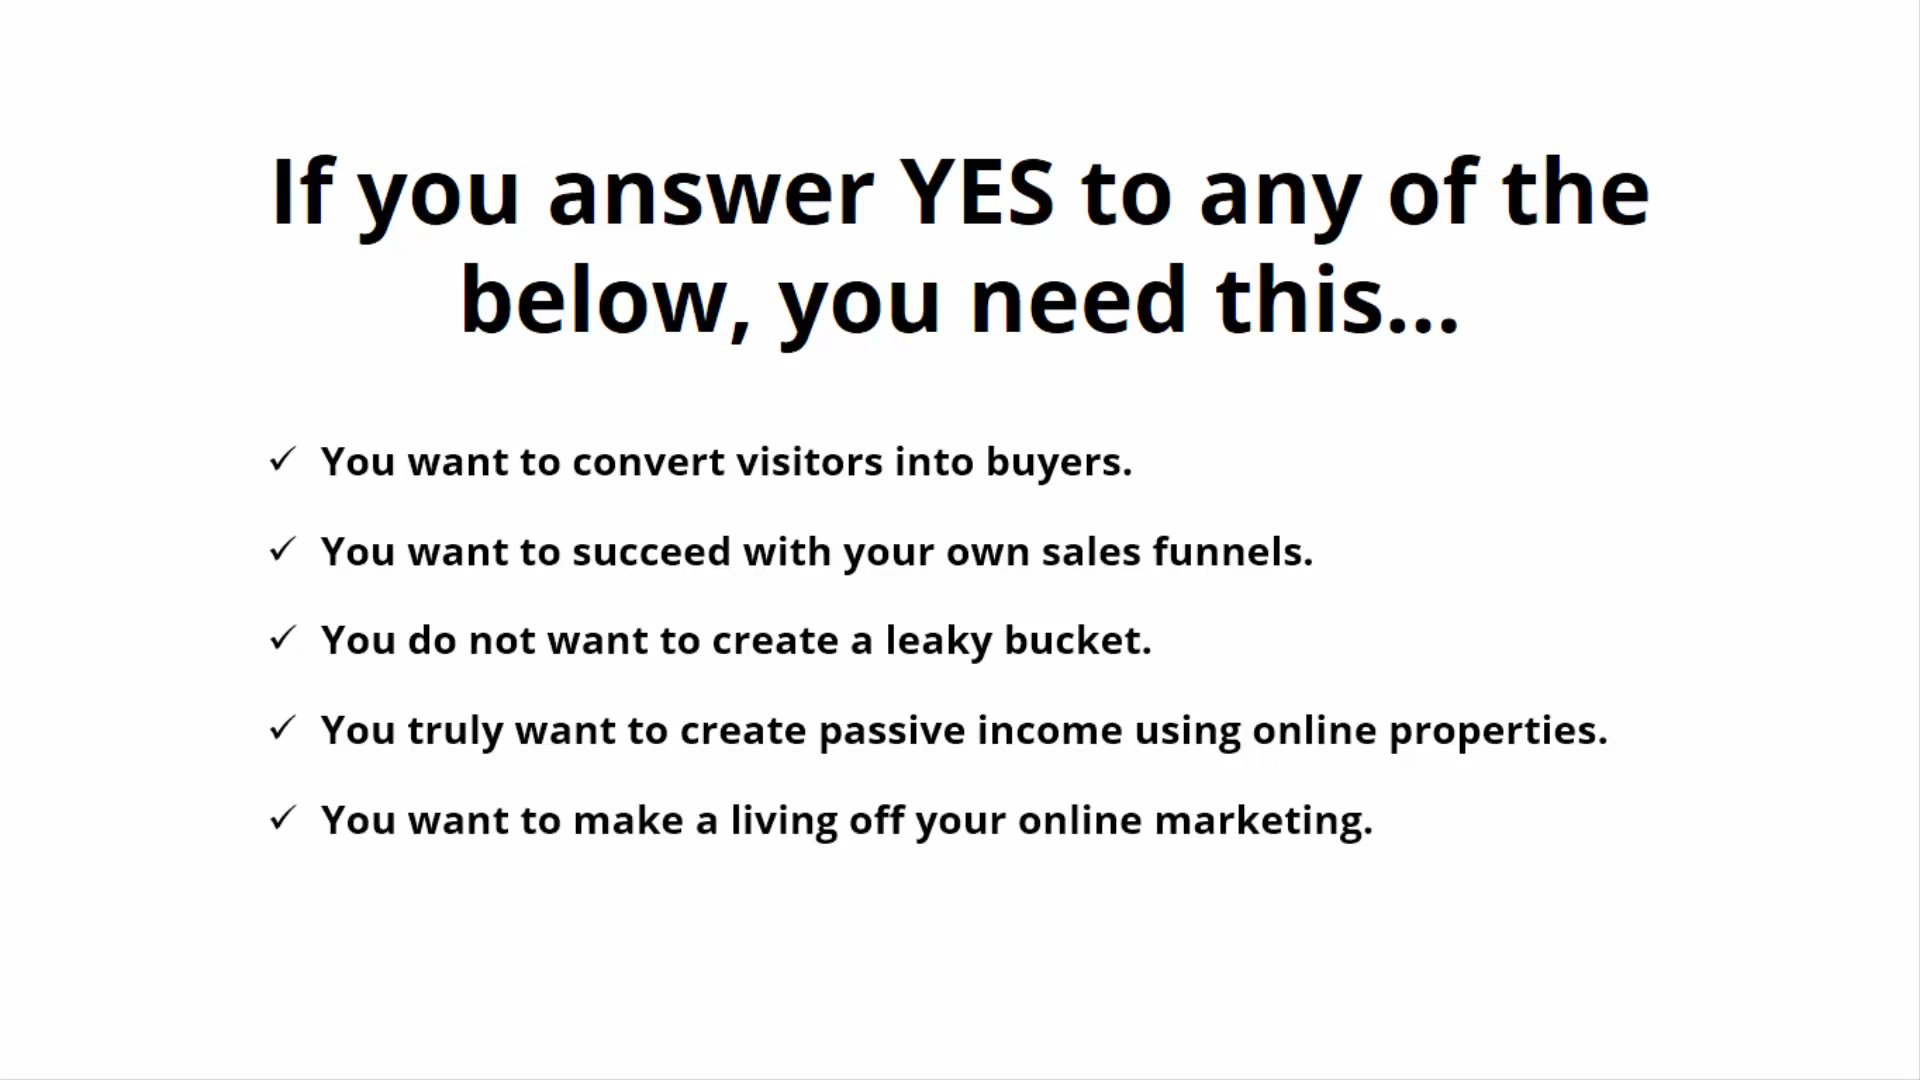 If you answer YES to any of the
below, you need this...
✓ You want to convert visitors into buyers.
✓ You want to succeed with your own sales funnels.
✓ You do not want to create a leaky bucket.
✓ You truly want to create passive income using online properties.
✓ You want to make a living off your online marketing.